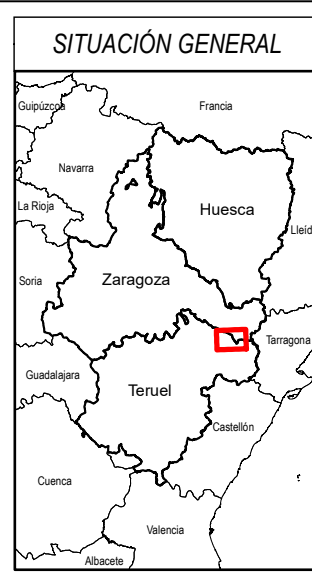 SITUACIÓN GENERAL
Guipúzcoa
Francia
Navarra
La Rioja
Huesca
Lleid
Soria
Zaragoza
Tarragona
Guadalajara
Teruel
Castellón
Cuenca
Valencia
Albacete